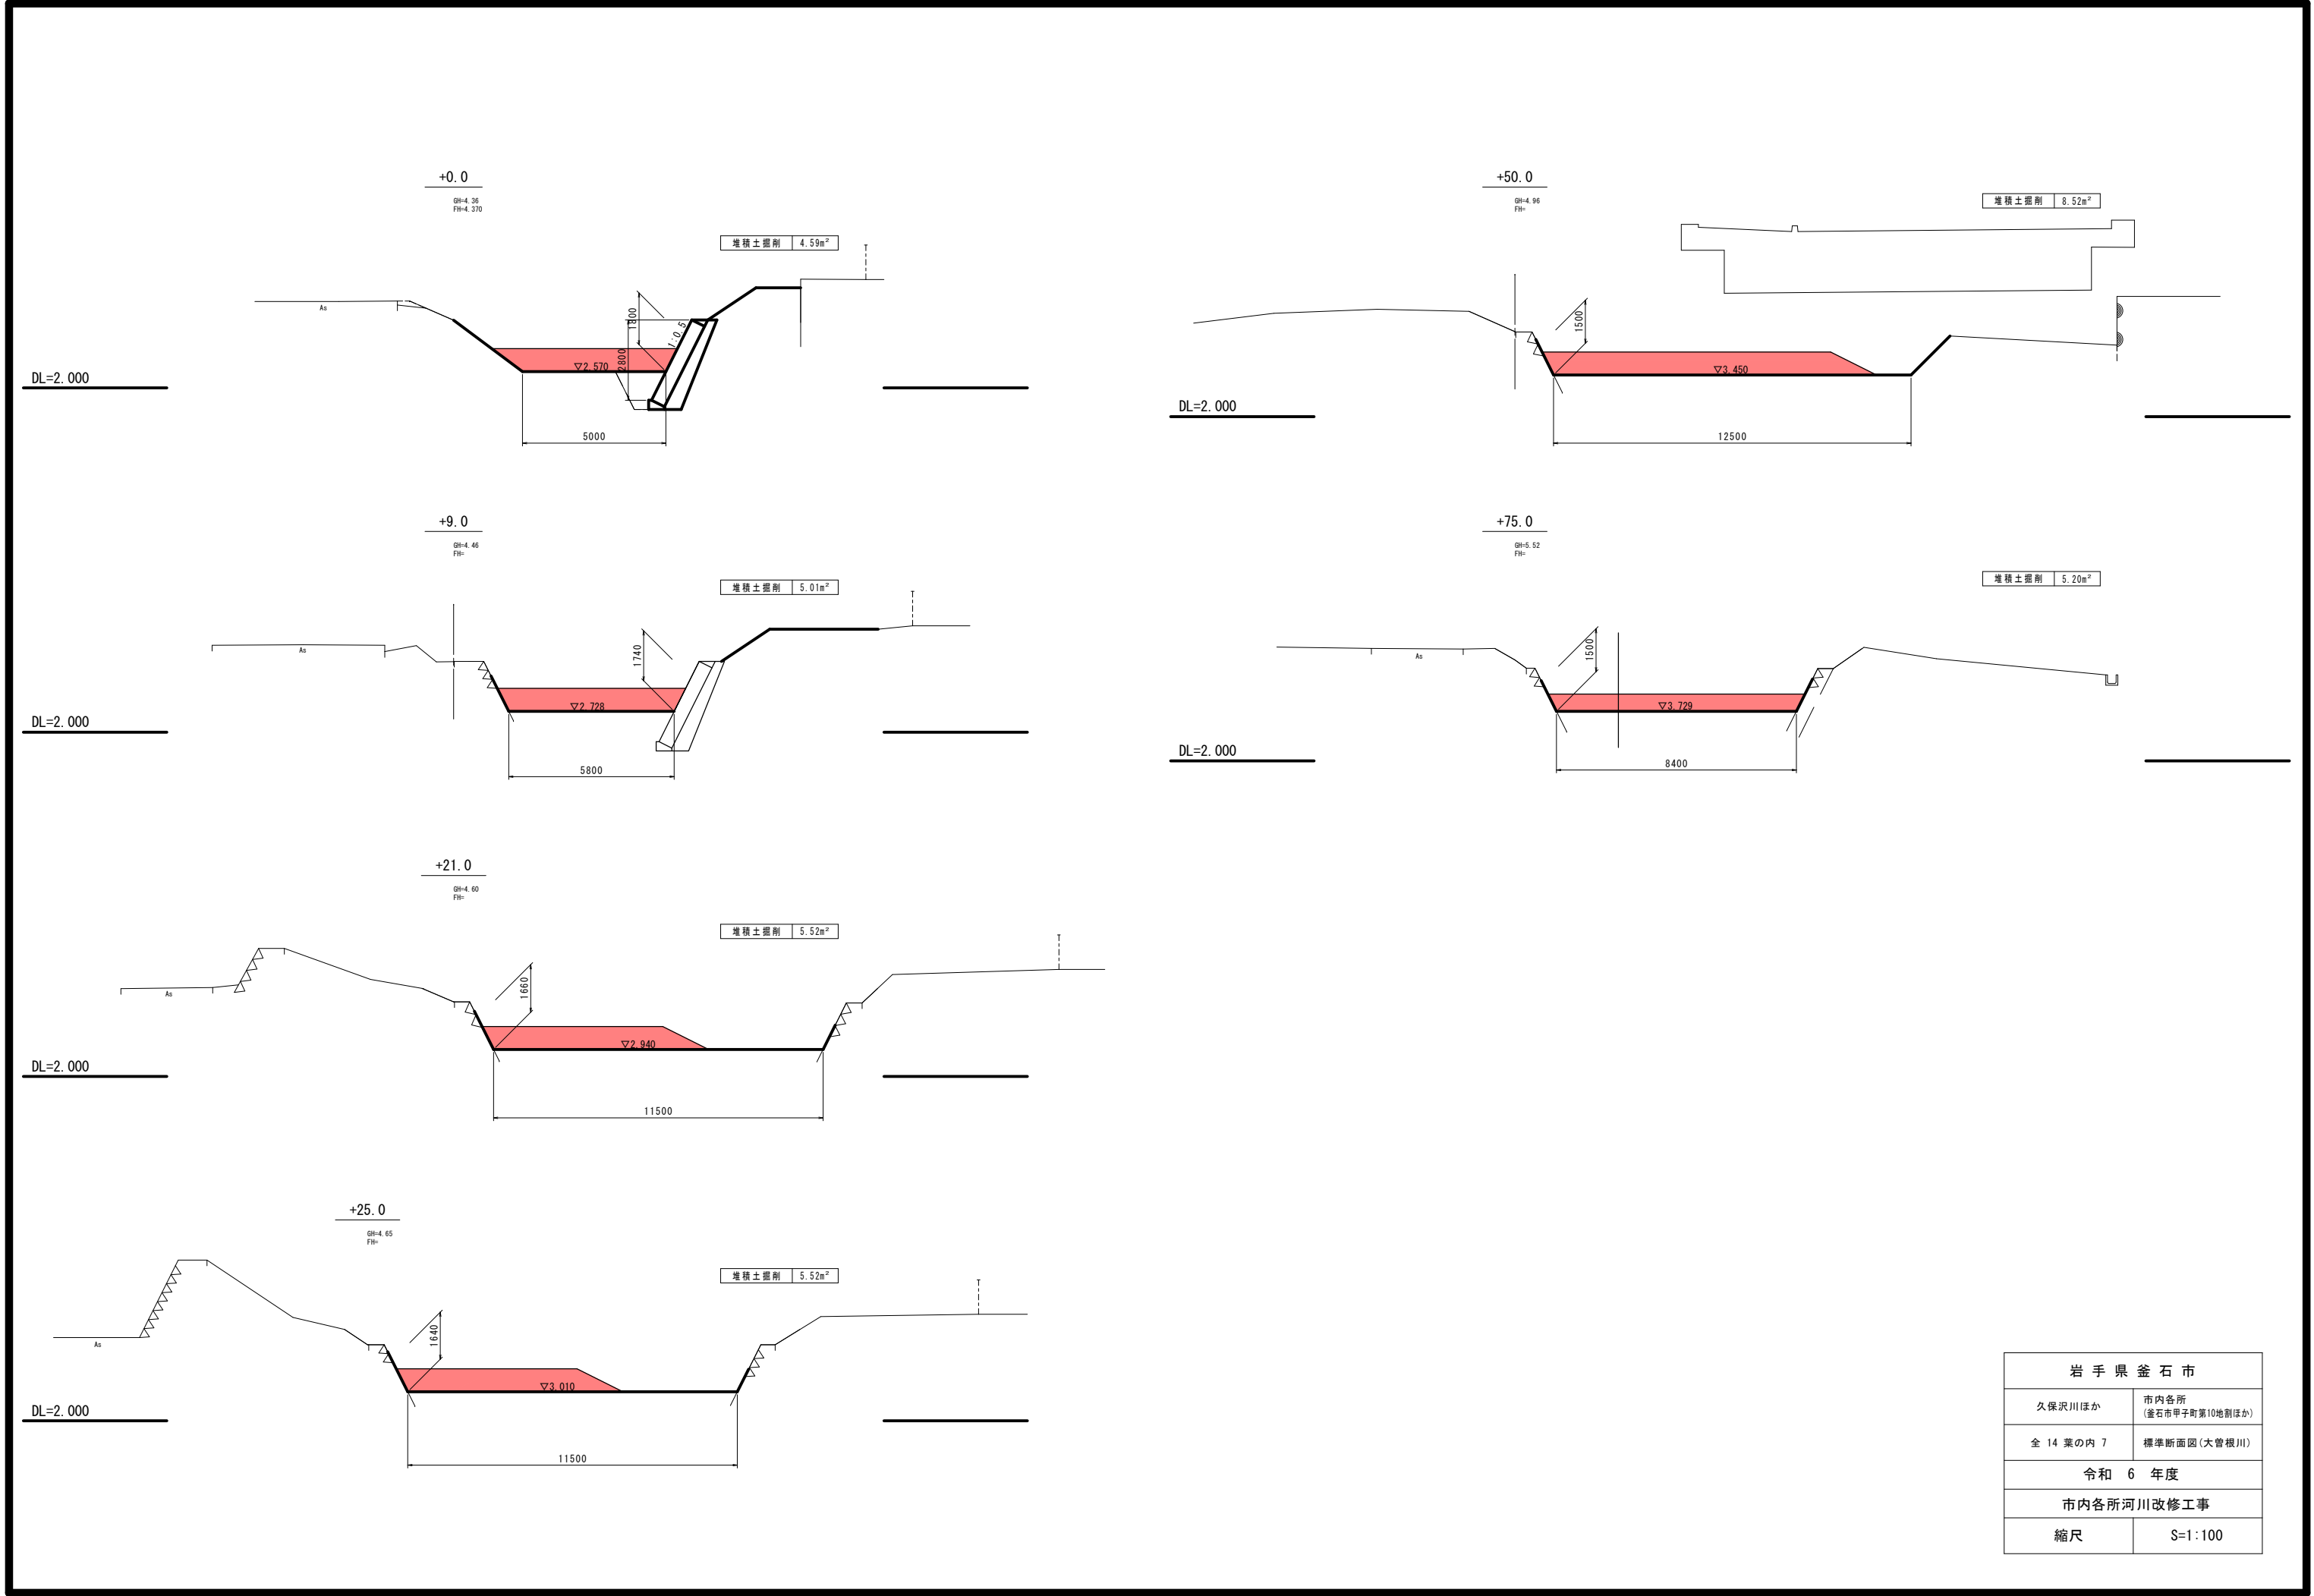 +0.0
GH=4.36
FH=4.370
堆積土掘削 4.59m²
As
1800
2800
1:0.5
▽2.570
DL=2.000
5000
+9.0
GH=4.46
FH=
堆積土掘削 5.01m²
As
1740
▽2.728
DL=2.000
5800
+21.0
GH=4.60
FH=
堆積土掘削 5.52m²
As
1660
▽2.940
DL=2.000
11500
+25.0
GH=4.65
FH=
堆積土掘削 5.52m²
As
1640
▽3.010
DL=2.000
11500
+50.0
GH=4.96
FH=
堆積土掘削 8.52m²
1500
▽3.450
DL=2.000
12500
+75.0
GH=5.52
FH=
堆積土掘削 5.20m²
As
1500
▽3.729
DL=2.000
8400
岩手県釜石市
久保沢川ほか 市内各所
(釜石市甲子町第10地割ほか)
全 14 葉の内 7 標準断面図(大曽根川)
令和 6 年度
市内各所河川改修工事
縮尺 S=1:100